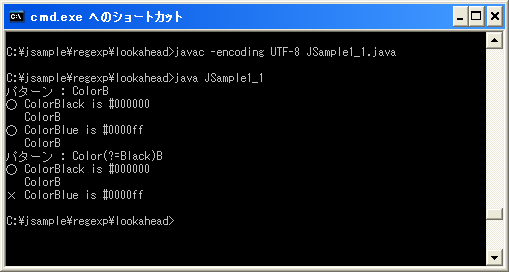 cmd.exe へのショートカット
C:¥jsample¥regexp¥lookahead>javac -encoding UTF-8 JSample1_1.java
C:¥jsample¥regexp¥lookahead>java JSample1_1
パターン : ColorB
○ ColorBlack is #000000
ColorB
○ ColorBlue is #0000ff
ColorB
パターン : Color(?=Black)B
○ ColorBlack is #000000
ColorB
× ColorBlue is #0000ff
C:¥jsample¥regexp¥lookahead>